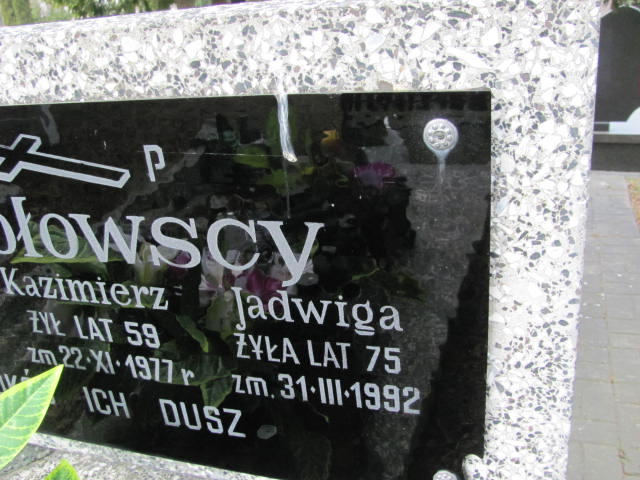 P
ołowscy
Kazimierz Jadwiga
ŻYŁ LAT 59 ŻYŁA LAT 75
zm 22·XI·1977 r zm. 31·III·1992
ICH DUSZ